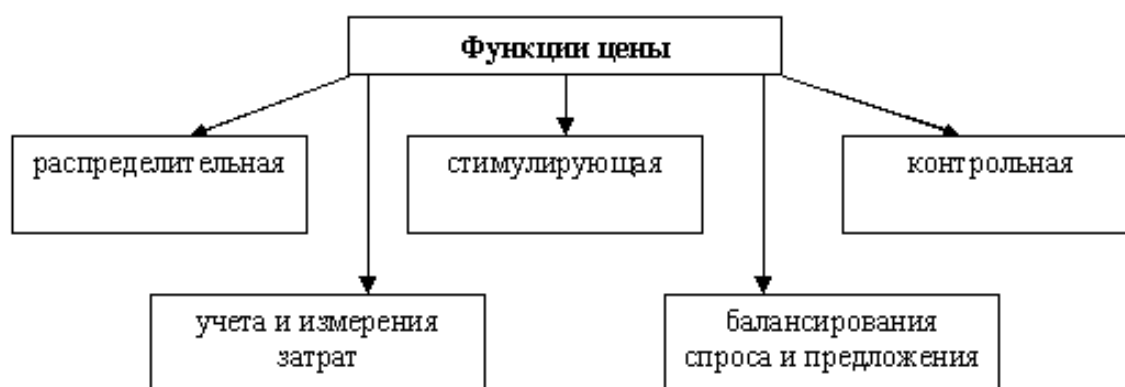 Функции цены
распределительная
стимулирующая
контрольная
учета и измерения
затрат
балансирования
спроса и предложения